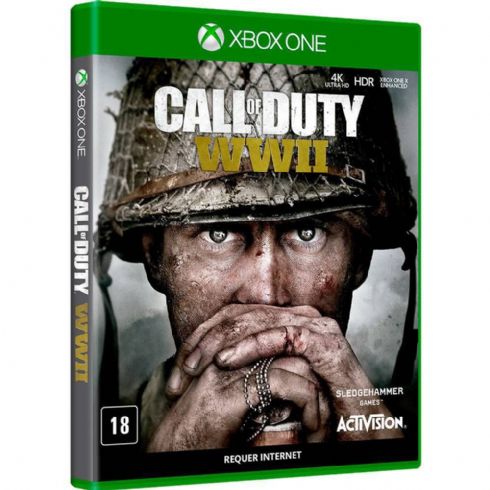 XBOX ONE
4K
ULTRA HD
HDR
XBOX ONE X
ENHANCED
CALL OF DUTY
WWII
SLEDGEHAMMER
GAMES
ACTIVISION
18
REQUER INTERNET
XBOX ONE
CALL OF DUTY WWII